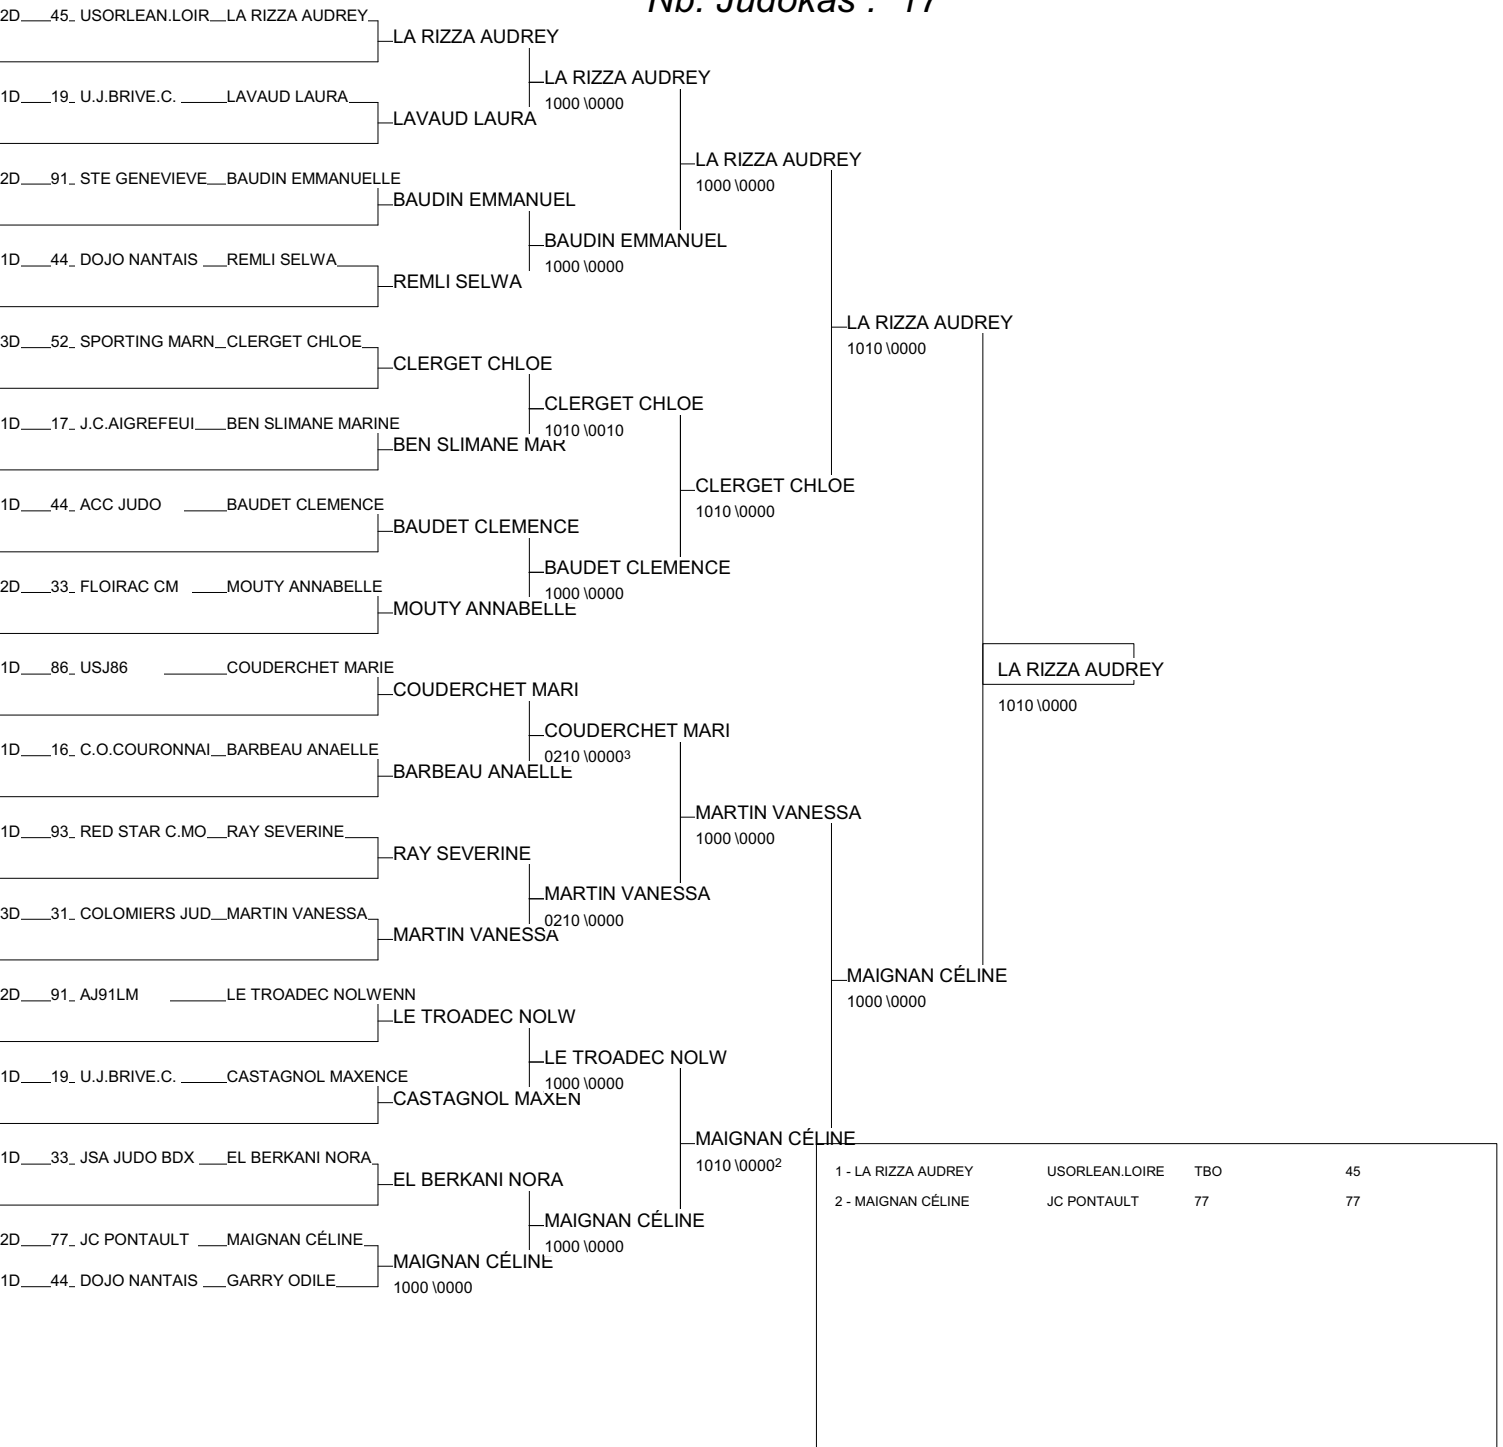 Nb. Judokas : 17
2D 45 USORLEAN.LOIR LA RIZZA AUDREY
LA RIZZA AUDREY
LA RIZZA AUDREY
1000 \0000
1D 19 U.J.BRIVE.C. LAVAUD LAURA
LAVAUD LAURA
LA RIZZA AUDREY
1000 \0000
2D 91 STE GENEVIEVE BAUDIN EMMANUELLE
BAUDIN EMMANUEL
BAUDIN EMMANUEL
1000 \0000
1D 44 DOJO NANTAIS REMLI SELWA
REMLI SELWA
LA RIZZA AUDREY
1010 \0000
3D 52 SPORTING MARN CLERGET CHLOE
CLERGET CHLOE
CLERGET CHLOE
1010 \0010
1D 17 J.C.AIGREFEUI BEN SLIMANE MARINE
BEN SLIMANE MAR
CLERGET CHLOE
1010 \0000
1D 44 ACC JUDO BAUDET CLEMENCE
BAUDET CLEMENCE
BAUDET CLEMENCE
1000 \0000
2D 33 FLOIRAC CM MOUTY ANNABELLE
MOUTY ANNABELLE
LA RIZZA AUDREY
1010 \0000
1D 86 USJ86 COUDERCHET MARIE
COUDERCHET MARI
COUDERCHET MARI
0210 \0000³
1D 16 C.O.COURONNAI BARBEAU ANAELLE
BARBEAU ANAELLE
MARTIN VANESSA
1000 \0000
1D 93 RED STAR C.MO RAY SEVERINE
RAY SEVERINE
MARTIN VANESSA
0210 \0000
3D 31 COLOMIERS JUD MARTIN VANESSA
MARTIN VANESSA
MAIGNAN CÉLINE
1000 \0000
2D 91 AJ91LM LE TROADEC NOLWENN
LE TROADEC NOLW
LE TROADEC NOLW
1000 \0000
1D 19 U.J.BRIVE.C. CASTAGNOL MAXENCE
CASTAGNOL MAXEN
MAIGNAN CÉLINE
1010 \0000²
1D 33 JSA JUDO BDX EL BERKANI NORA
EL BERKANI NORA
MAIGNAN CÉLINE
1000 \0000
2D 77 JC PONTAULT MAIGNAN CÉLINE
MAIGNAN CÉLINE
1000 \0000
1D 44 DOJO NANTAIS GARRY ODILE
1 - LA RIZZA AUDREY USORLEAN.LOIRE TBO 45
2 - MAIGNAN CÉLINE JC PONTAULT 77 77